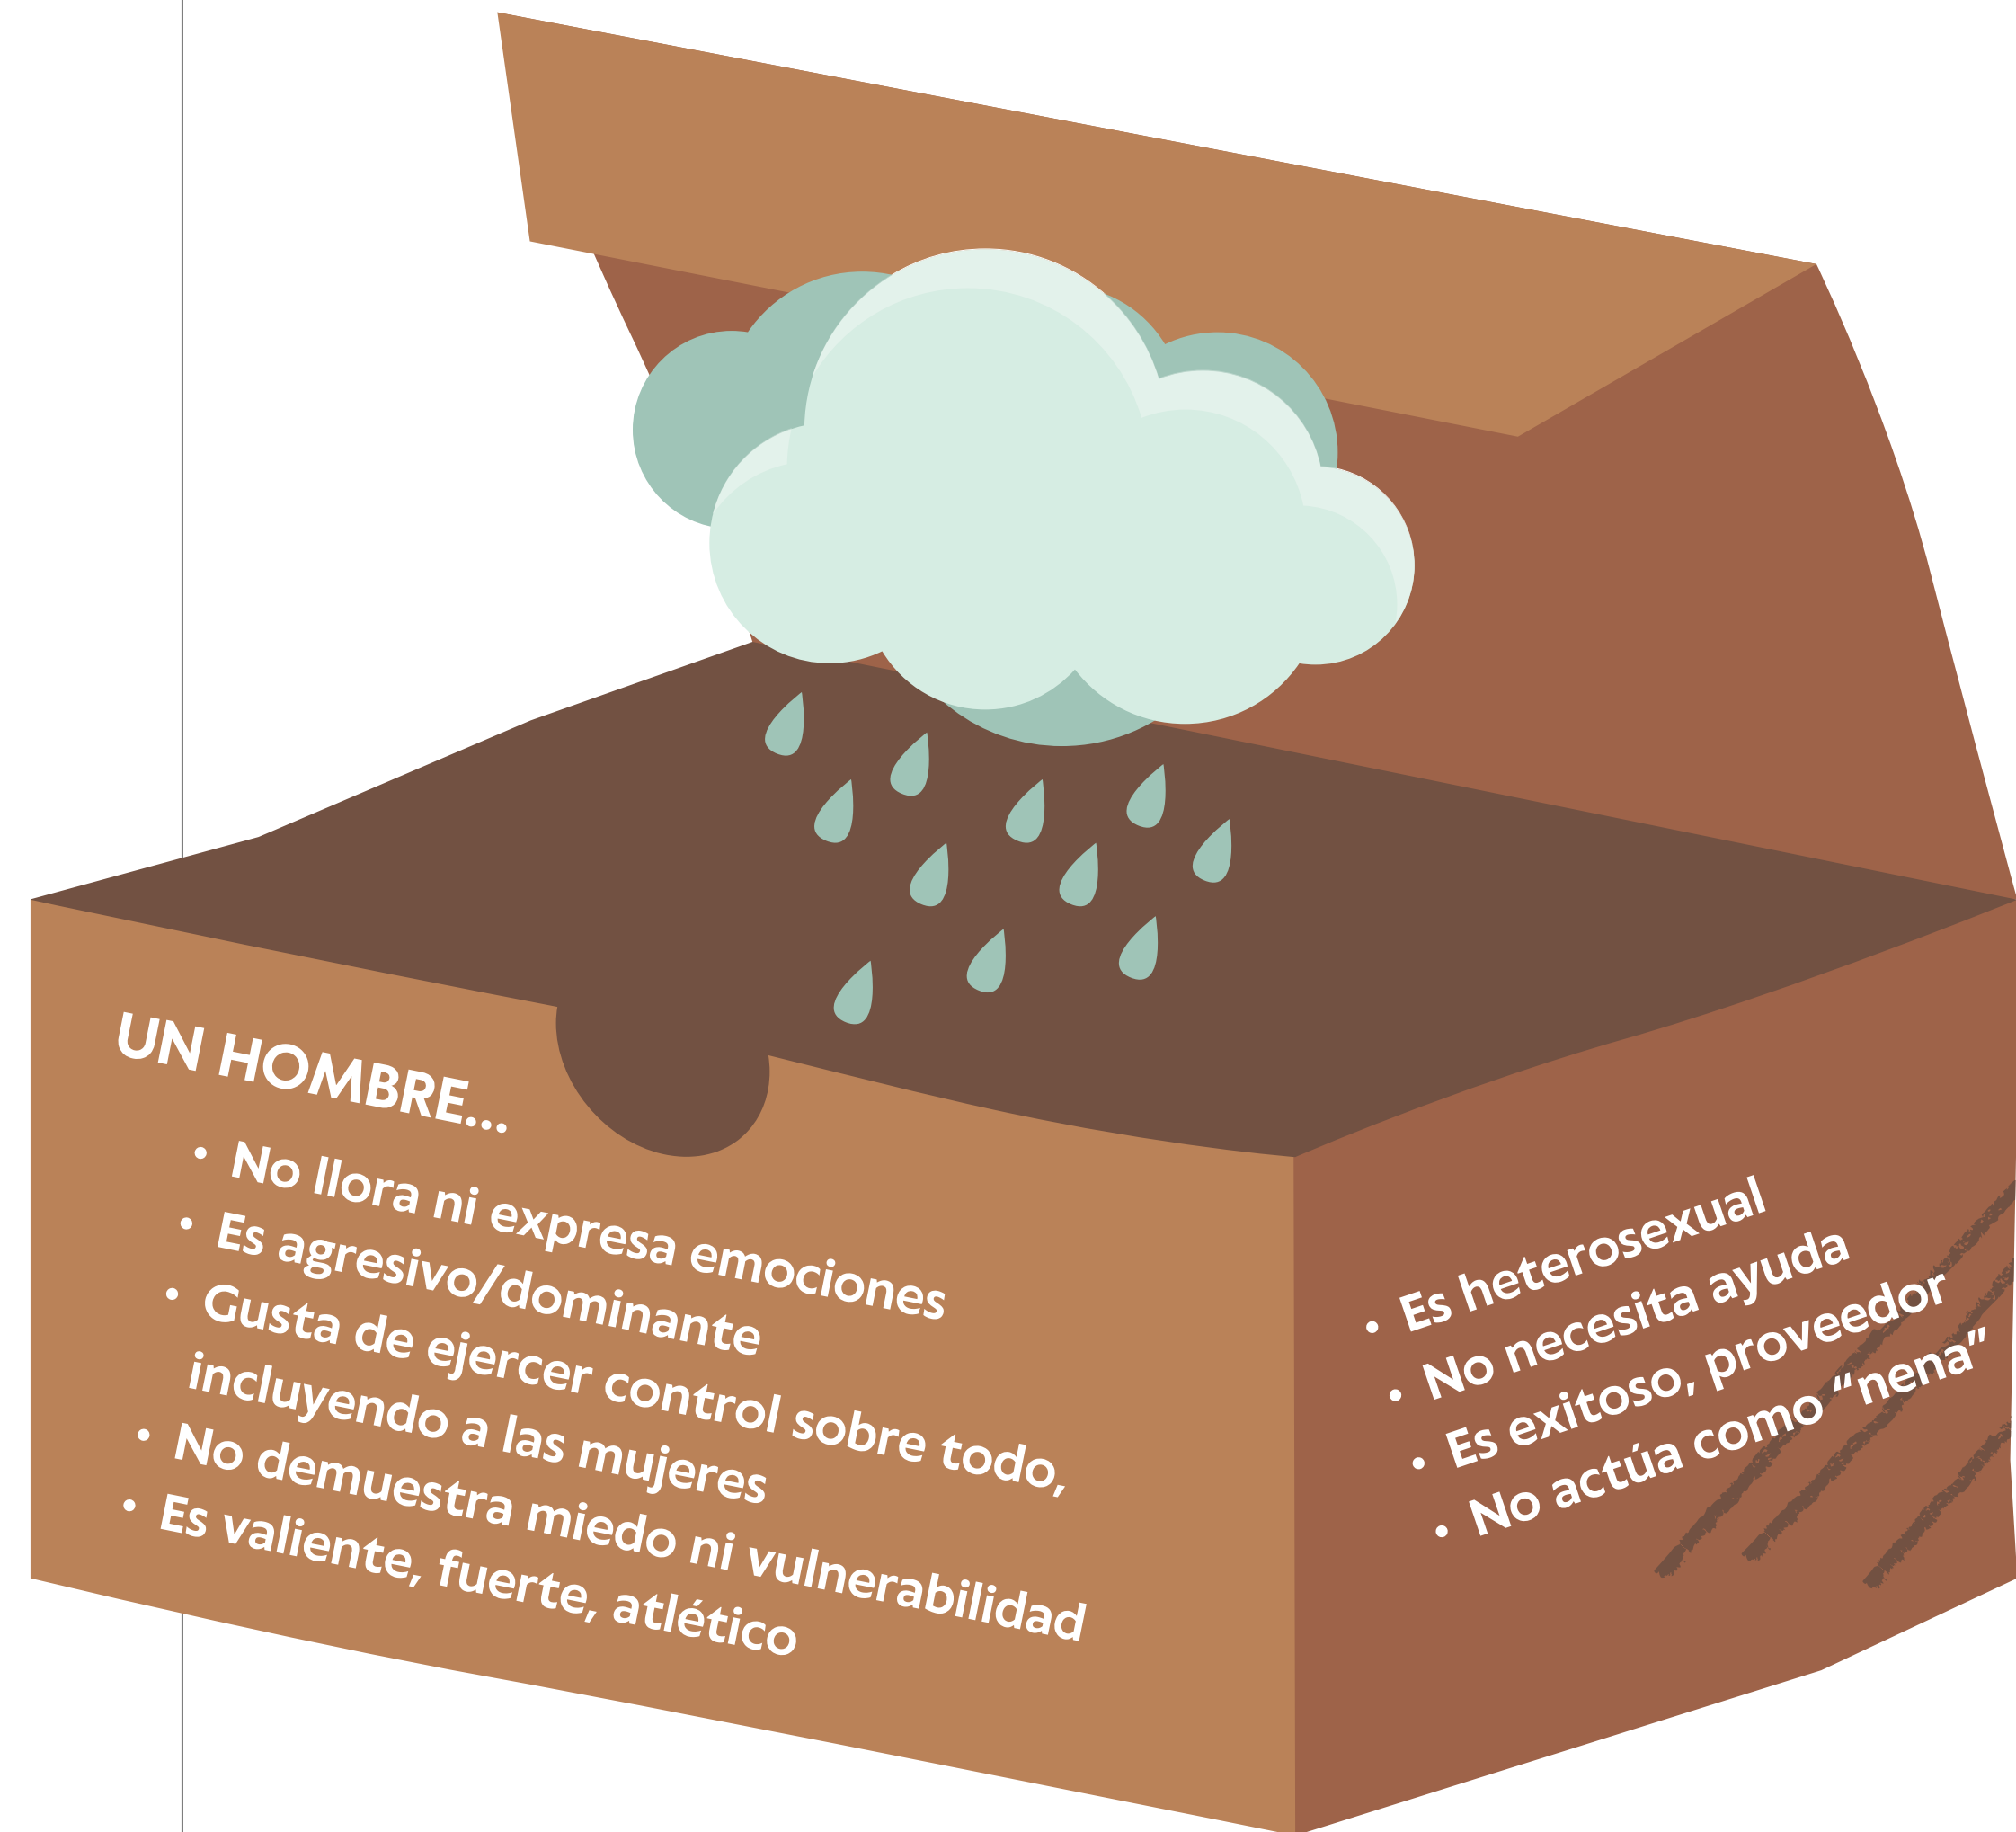 UN HOMBRE...
• No llora ni expresa emociones
• Es agresivo/dominante
• Gusta de ejercer control sobre todo,
incluyendo a las mujeres
• No demuestra miedo ni vulnerabilidad
• Es valiente, fuerte, atlético
• Es heterosexual
• No necesita ayuda
• Es exitoso, proveedor
• No actúa como "nena"